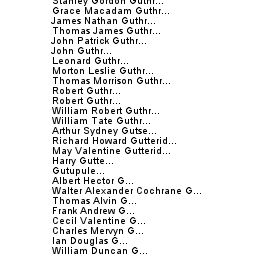 Stanley Gordon Guthr...
Grace Macadam Guthr...
James Nathan Guthr...
Thomas James Guthr...
John Patrick Guthr...
John Guthr...
Leonard Guthr...
Morton Leslie Guthr...
Thomas Morrison Guthr...
Robert Guthr...
Robert Guthr...
William Robert Guthr...
William Tate Guthr...
Arthur Sydney Gutse...
Richard Howard Gutterid...
May Valentine Gutterid...
Harry Gutte...
Gutupule...
Albert Hector G...
Walter Alexander Cochrane G...
Thomas Alvin G...
Frank Andrew G...
Cecil Valentine G...
Charles Mervyn G...
Ian Douglas G...
William Duncan G...